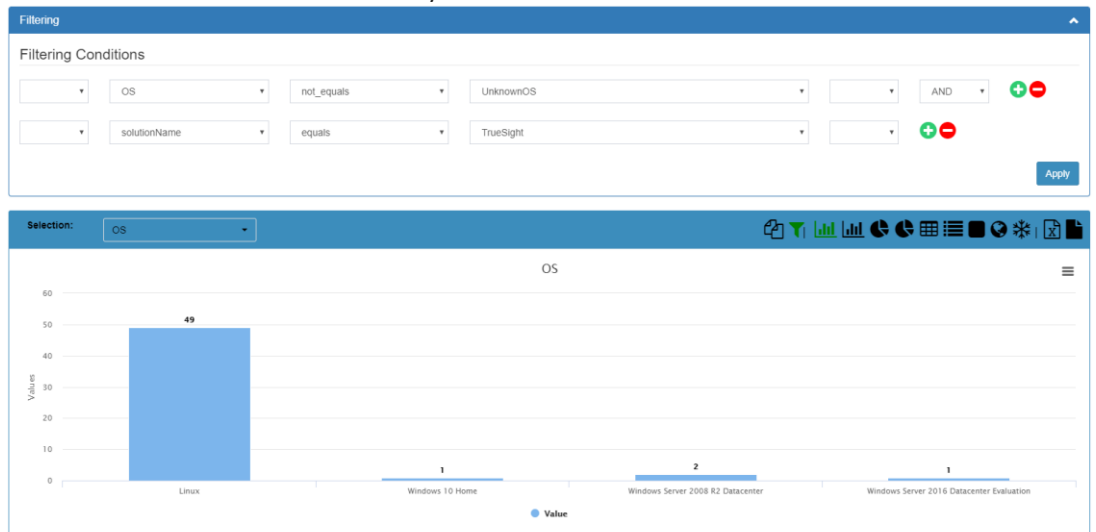 Filtering
Filtering Conditions
OS not_equals UnknownOS AND
solutionName equals TrueSight
Apply
Selection: OS
OS
60
50
40
30
20
10
0
Values
49
1
2
1
Linux
Windows 10 Home
Windows Server 2008 R2 Datacenter
Windows Server 2016 Datacenter Evaluation
Value